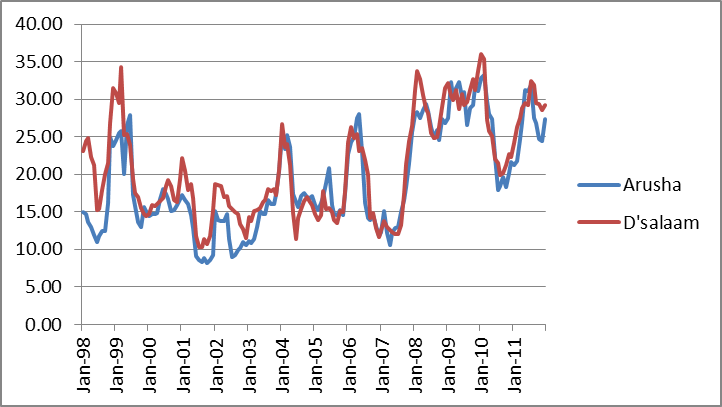 40.00
35.00
30.00
25.00
20.00
15.00
10.00
5.00
0.00
Jan-98
Jan-99
Jan-00
Jan-01
Jan-02
Jan-03
Jan-04
Jan-05
Jan-06
Jan-07
Jan-08
Jan-09
Jan-10
Jan-11
Arusha
D'salaam